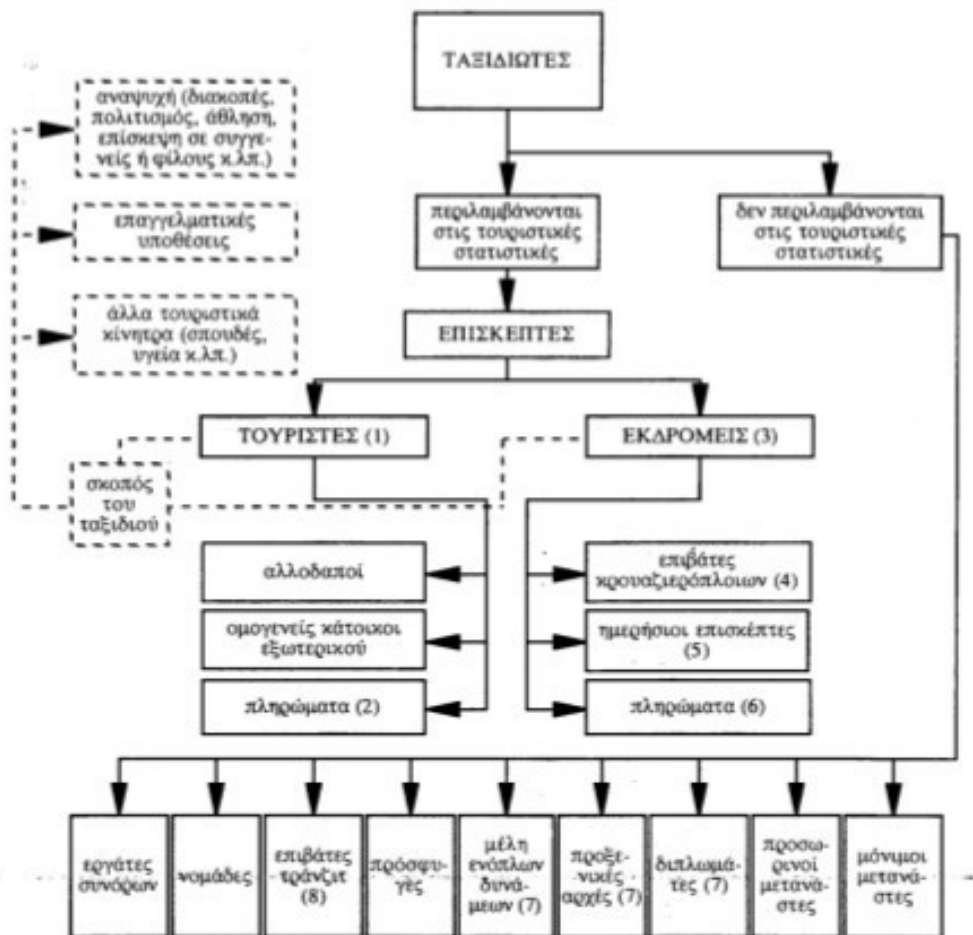 ΤΑΞΙΔΙΩΤΕΣ
αναψυχή (διακοπές,
πολιτισμός, άθληση,
επίσκεψη σε συγγε-
νείς ή φίλους κ.λπ.)
περιλαμβάνονται
στις τουριστικές
στατιστικές
δεν περιλαμβάνονται
στις τουριστικές
στατιστικές
επαγγελματικές
υποθέσεις
άλλα τουριστικά
κίνητρα (σπουδές,
υγεία κ.λπ.)
ΕΠΙΣΚΕΠΤΕΣ
ΤΟΥΡΙΣΤΕΣ (1)
ΕΚΔΡΟΜΕΙΣ (3)
σκοπός
του
ταξιδιού
αλλοδαποί
ομογενείς κάτοικοι
εξωτερικού
πληρώματα (2)
επιβάτες
κρουαζιερόπλοιων (4)
ημερήσιοι επισκέπτες
(5)
πληρώματα (6)
εργάτες
συνόρων
νομάδες
επιβάτες
τράνζιτ
(8)
πρόσφυ-
γες
μέλη
ενόπλων
δυνά-
μεων (7)
προξε-
νικές
αρχές (7)
διπλωμά-
τες (7)
προσω-
ρινοί
μετανά-
στες
μόνιμοι
μετανά-
στες